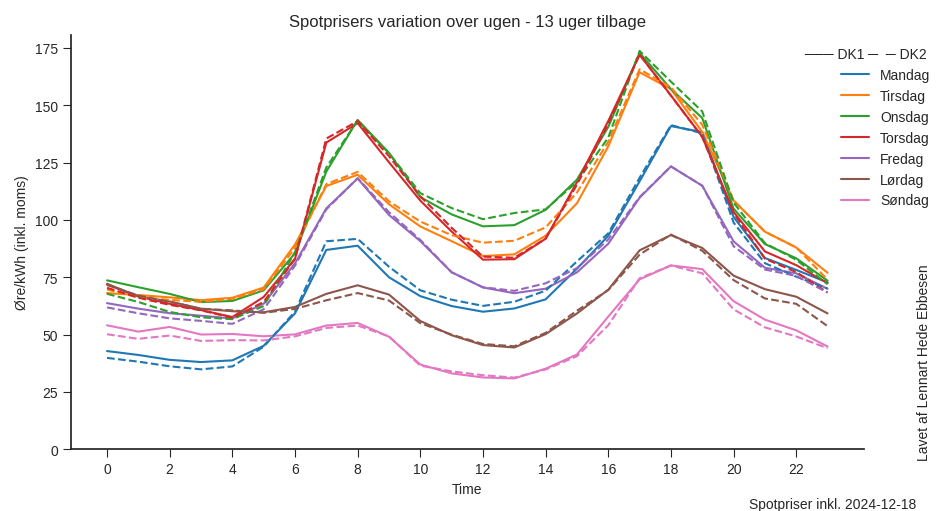 Spotprisers variation over ugen - 13 uger tilbage
DK1 DK2
Mandag
Tirsdag
Onsdag
Torsdag
Fredag
Lørdag
Søndag
175
150
125
100
75
50
25
0
Øre/kWh (inkl. moms)
0 2 4 6 8 10 12 14 16 18 20 22
Time
Lavet af Lennart Hede Ebbesen
Spotpriser inkl. 2024-12-18